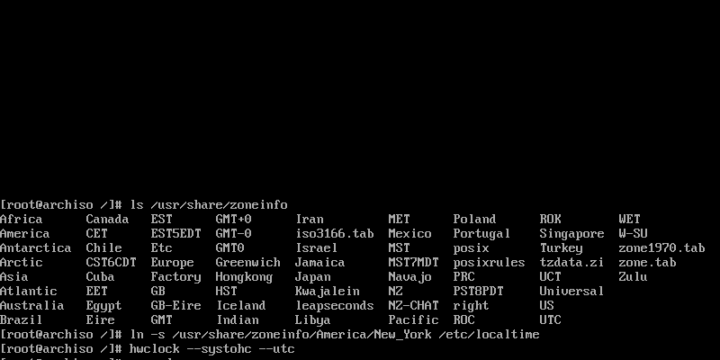 [root@archiso /]# ls /usr/share/zoneinfo
Africa Canada EST GMT+0 Iran MET Poland ROK WET
America CET EST5EDT GMT-0 iso3166.tab Mexico Portugal Singapore W-SU
Antarctica Chile Etc GMT0 Israel MST posix Turkey zone1970.tab
Arctic CST6CDT Europe Greenwich Jamaica MST7MDT posixrules tzdata.zi zone.tab
Asia Cuba Factory Hongkong Japan Navajo PRC UCT Zulu
Atlantic EET GB HST Kwajalein NZ PST8PDT Universal
Australia Egypt GB-Eire Iceland leapseconds NZ-CHAT right US
Brazil Eire GMT Indian Libya Pacific ROC UTC
[root@archiso /]# ln -s /usr/share/zoneinfo/America/New_York /etc/localtime
[root@archiso /]# hwclock --systohc --utc